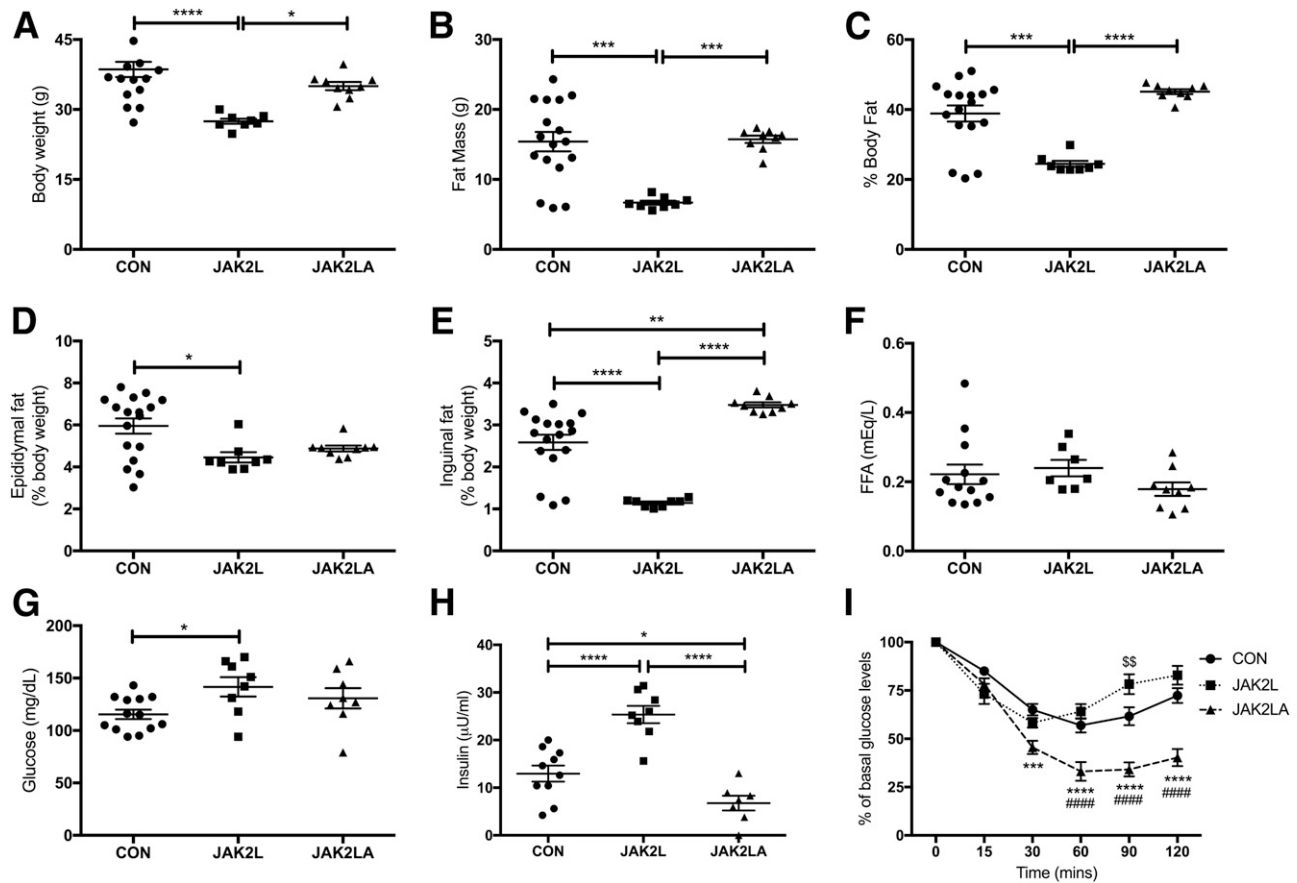 A
**** *
Body weight (g)
45
30
15
0
CON JAK2L JAK2LA
B
*** ***
Fat Mass (g)
30
20
10
0
CON JAK2L JAK2LA
C
*** ****
% Body Fat
60
40
20
0
CON JAK2L JAK2LA
D
*
Epididymal fat
(% body weight)
10
8
6
4
2
0
CON JAK2L JAK2LA
E
**
****
****
Inguinal fat
(% body weight)
5
4
3
2
1
0
CON JAK2L JAK2LA
F
FFA (mEq/L)
0.6
0.4
0.2
0.0
CON JAK2L JAK2LA
G
*
Glucose (mg/dL)
200
150
100
50
0
CON JAK2L JAK2LA
H
*
**** ****
Insulin (μU/ml)
40
30
20
10
0
CON JAK2L JAK2LA
I
% of basal glucose levels
100
75
50
25
0
$$
***
**** **** ****
#### #### ####
0 15 30 60 90 120
Time (mins)
CON
JAK2L
JAK2LA